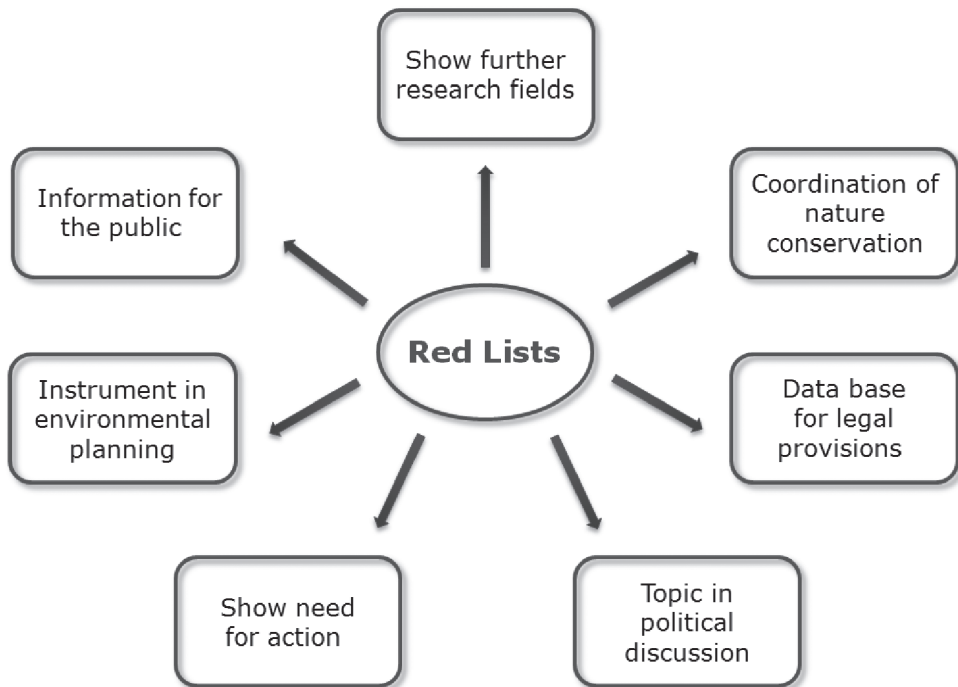 Show further
research fields
Information for
the public
Coordination of
nature
conservation
Red Lists
Instrument in
environmental
planning
Data base
for legal
provisions
Show need
for action
Topic in
political
discussion